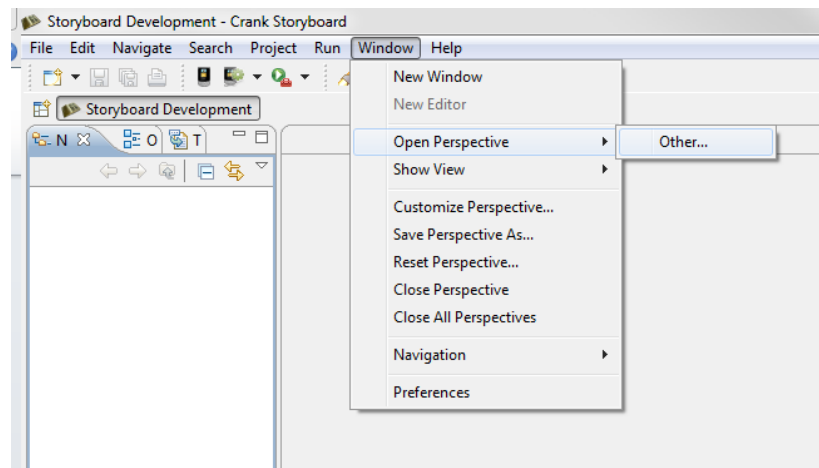 Storyboard Development - Crank Storyboard
File Edit Navigate Search Project Run Window Help
New Window
New Editor
Storyboard Development
N O T
Open Perspective
Other...
Show View
Customize Perspective...
Save Perspective As...
Reset Perspective...
Close Perspective
Close All Perspectives
Navigation
Preferences